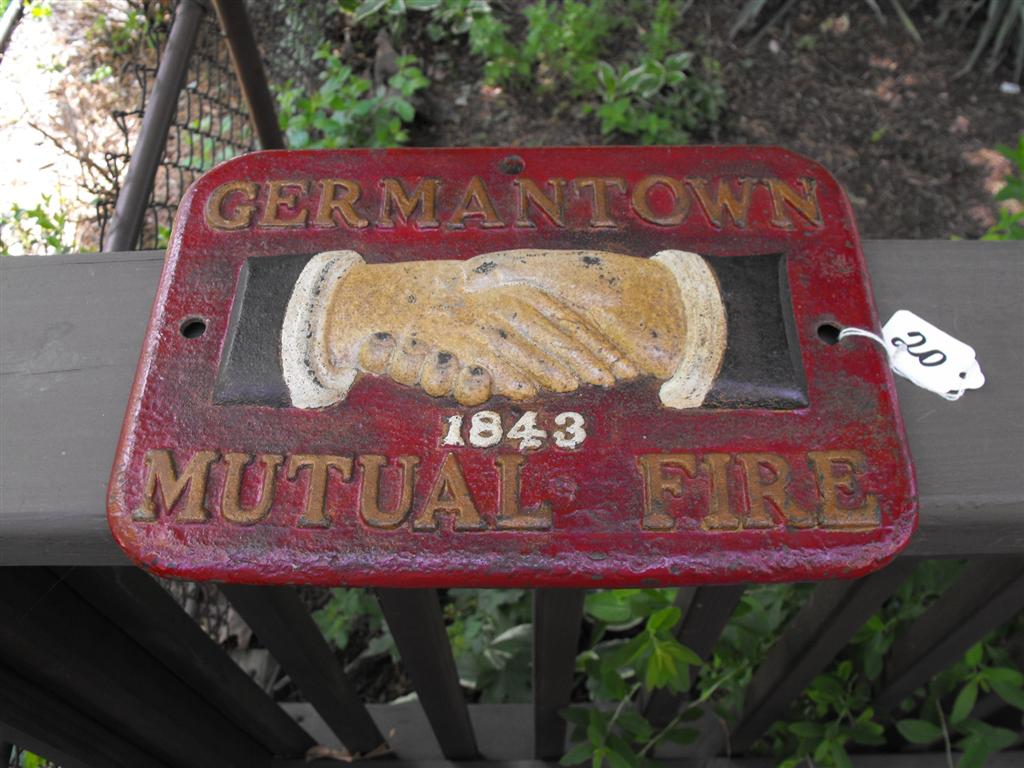 GERMANTOWN
1843
MUTUAL FIRE
20